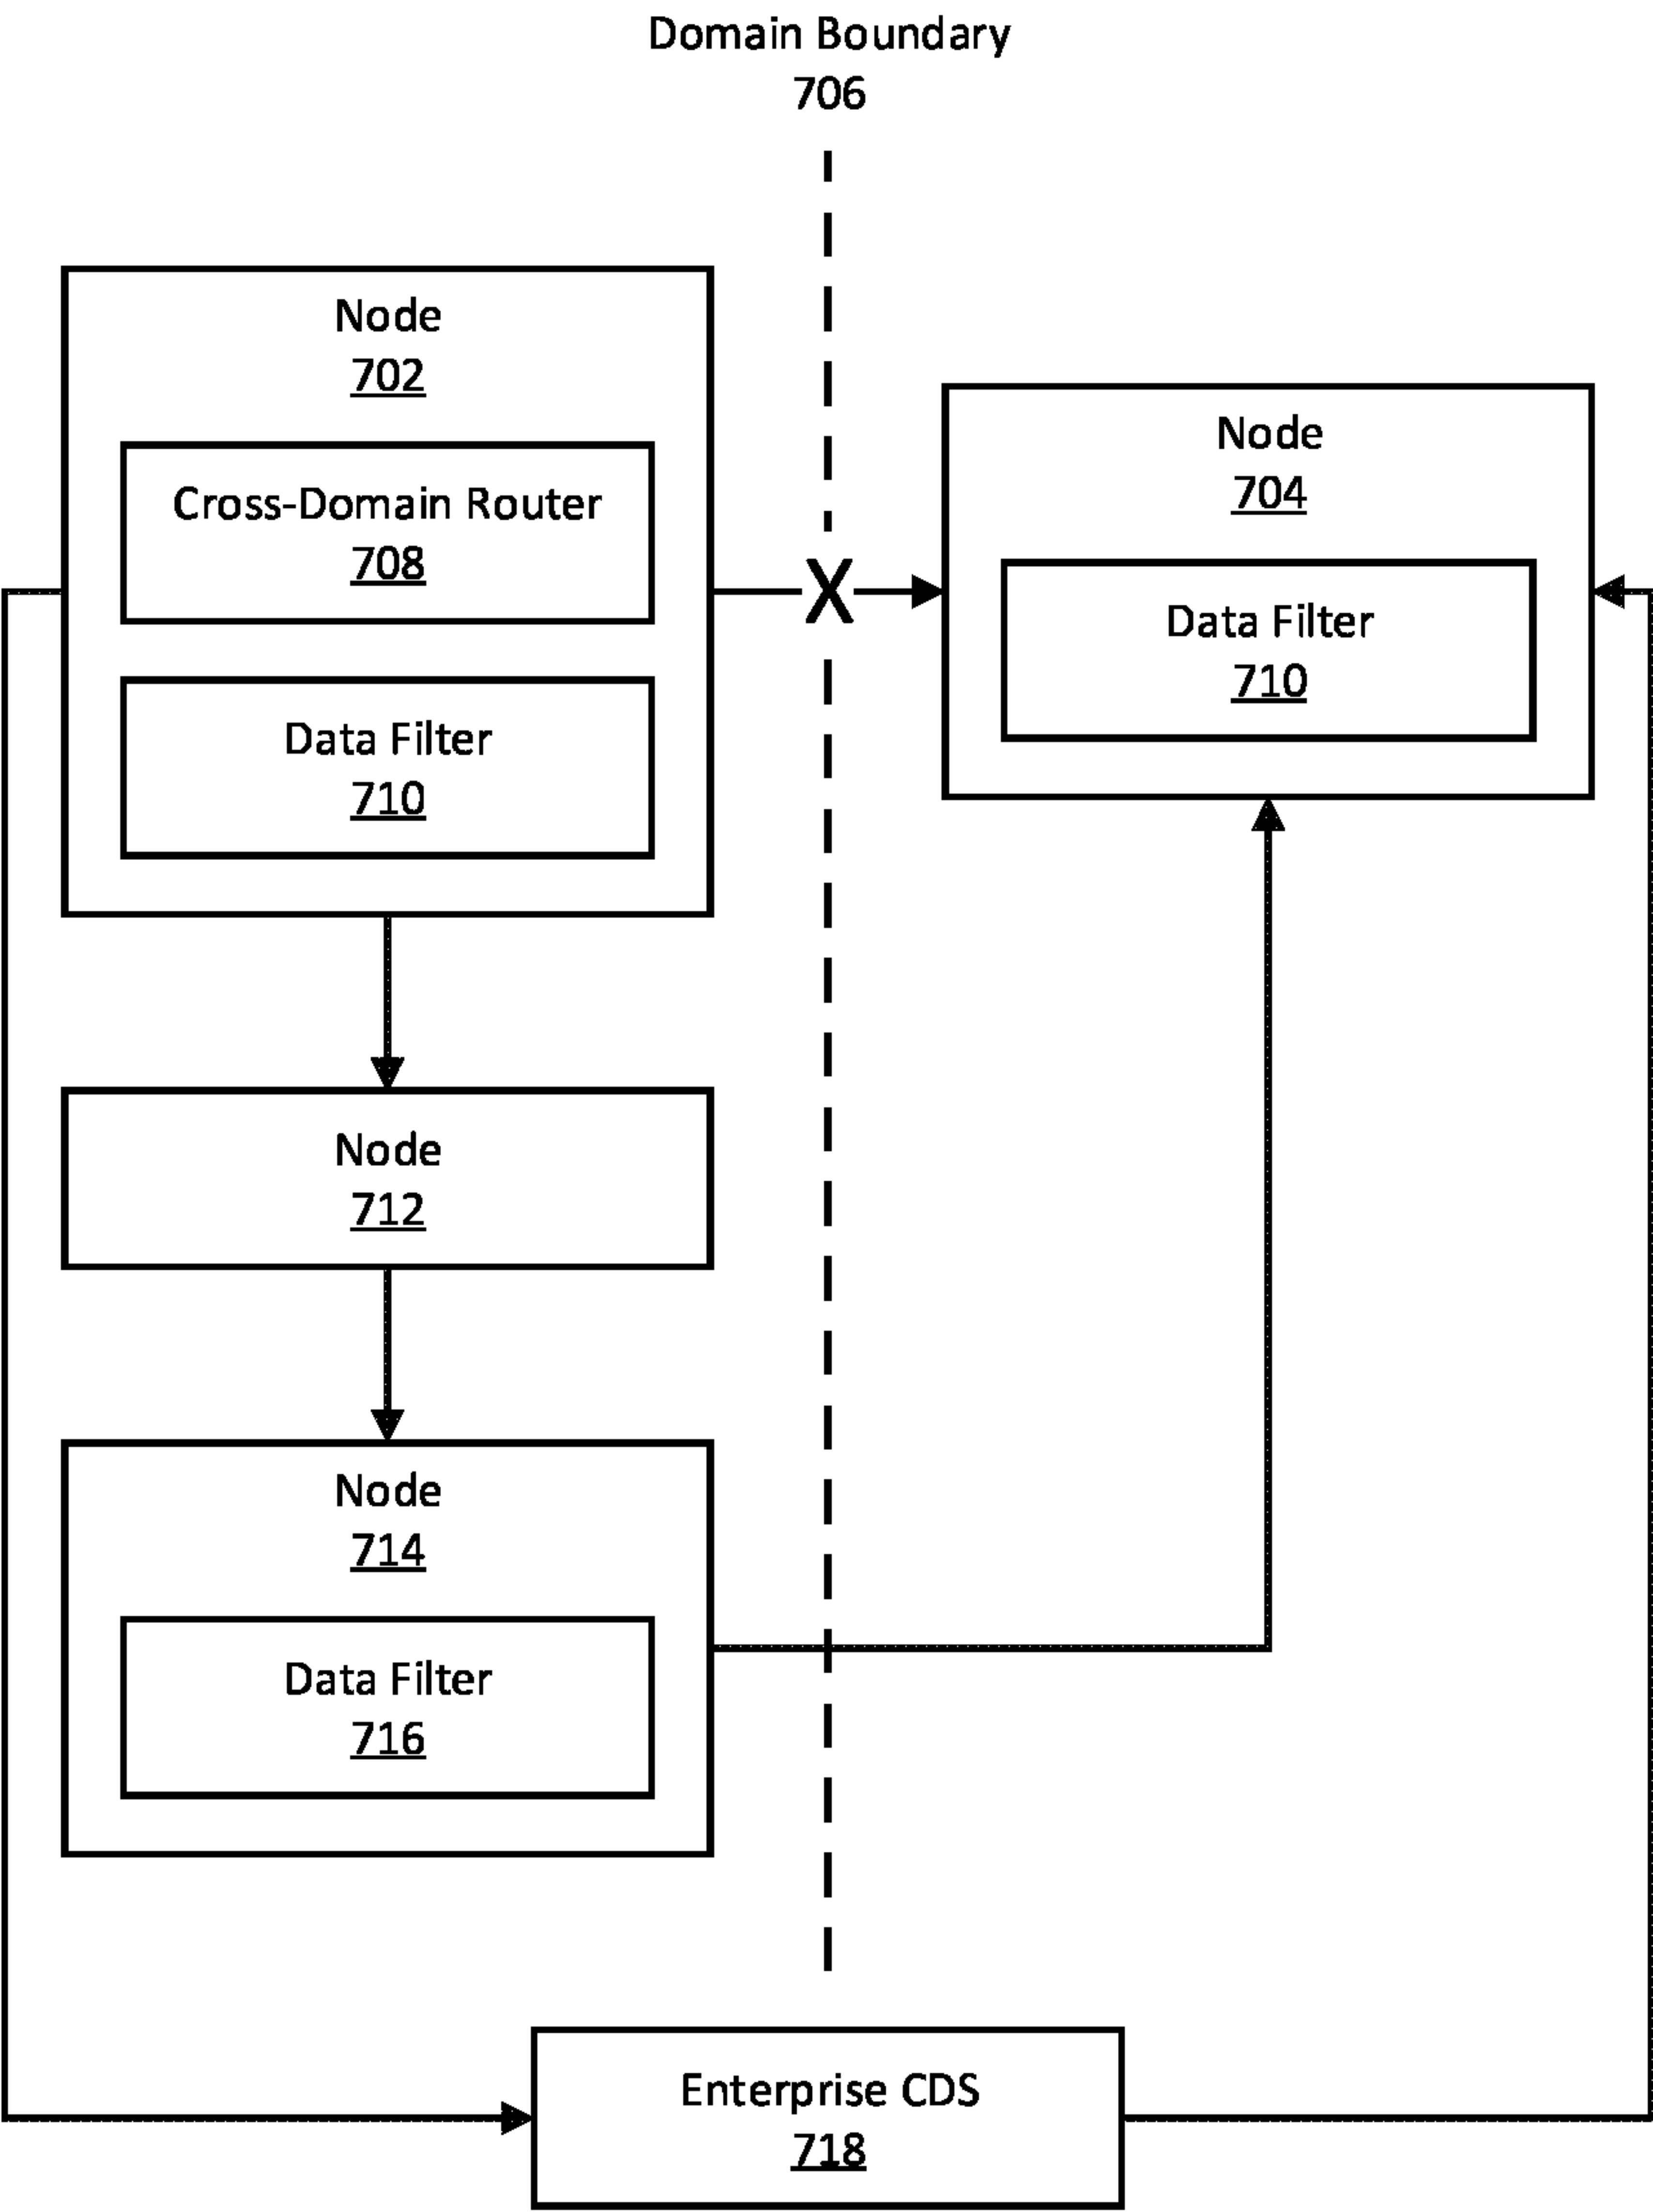 Domain Boundary
706
Node
702
Cross-Domain Router
708
Data Filter
710
X
Node
704
Data Filter
710
Node
712
Node
714
Data Filter
716
Enterprise CDS
718